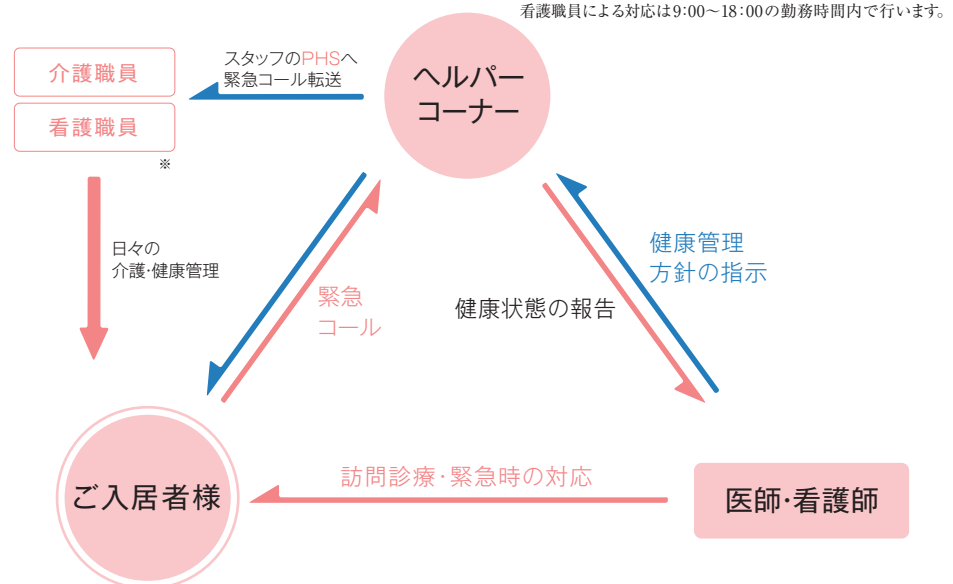 看護職員による対応は9:00～18:00の勤務時間内で行います。
介護職員
看護職員
※
スタッフのPHSへ
緊急コール転送
ヘルパー
コーナー
日々の
介護・健康管理
緊急
コール
健康状態の報告
健康管理
方針の指示
ご入居者様
訪問診療・緊急時の対応
医師・看護師